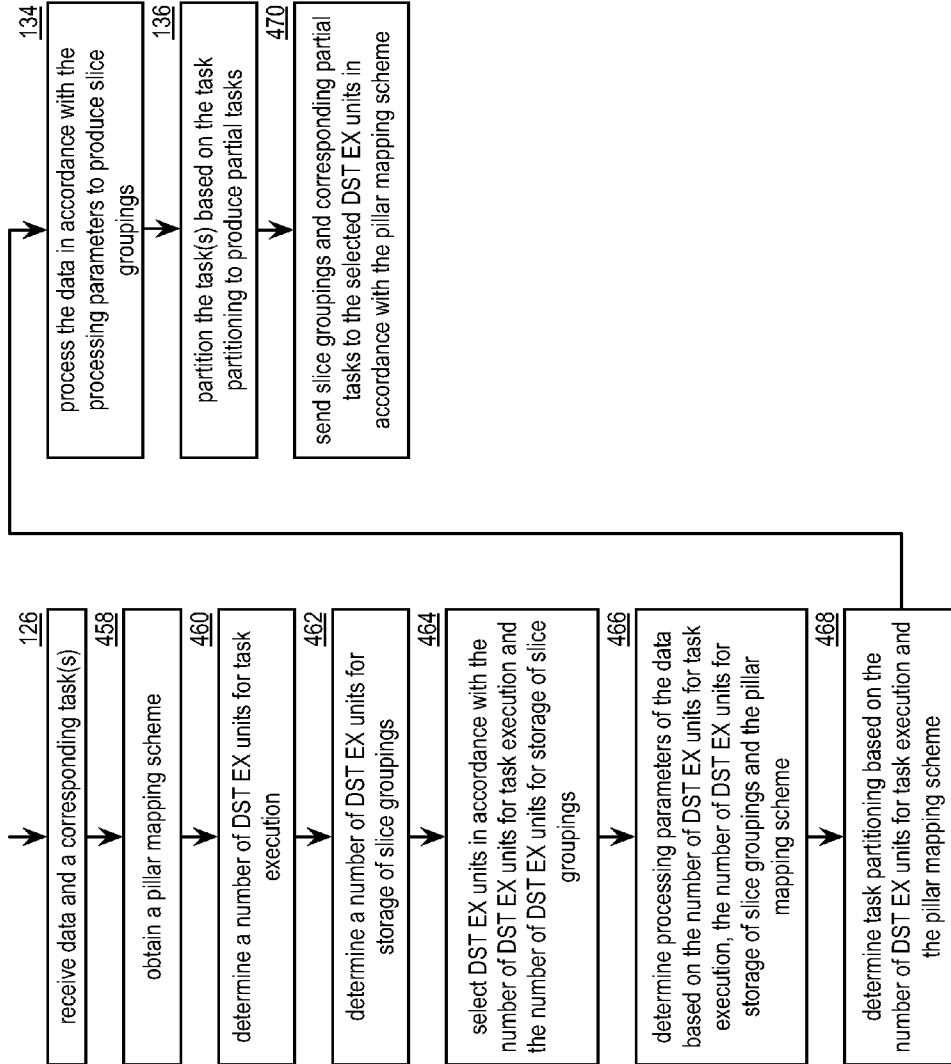 126
receive data and a corresponding task(s)
458
obtain a pillar mapping scheme
460
determine a number of DST EX units for task
execution
462
determine a number of DST EX units for
storage of slice groupings
464
select DST EX units in accordance with the
number of DST EX units for task execution and
the number of DST EX units for storage of slice
groupings
466
determine processing parameters of the data
based on the number of DST EX units for task
execution, the number of DST EX units for
storage of slice groupings and the pillar
mapping scheme
468
determine task partitioning based on the
number of DST EX units for task execution and
the pillar mapping scheme
134
process the data in accordance with the
processing parameters to produce slice
groupings
136
partition the task(s) based on the task
partitioning to produce partial tasks
470
send slice groupings and corresponding partial
tasks to the selected DST EX units in
accordance with the pillar mapping scheme